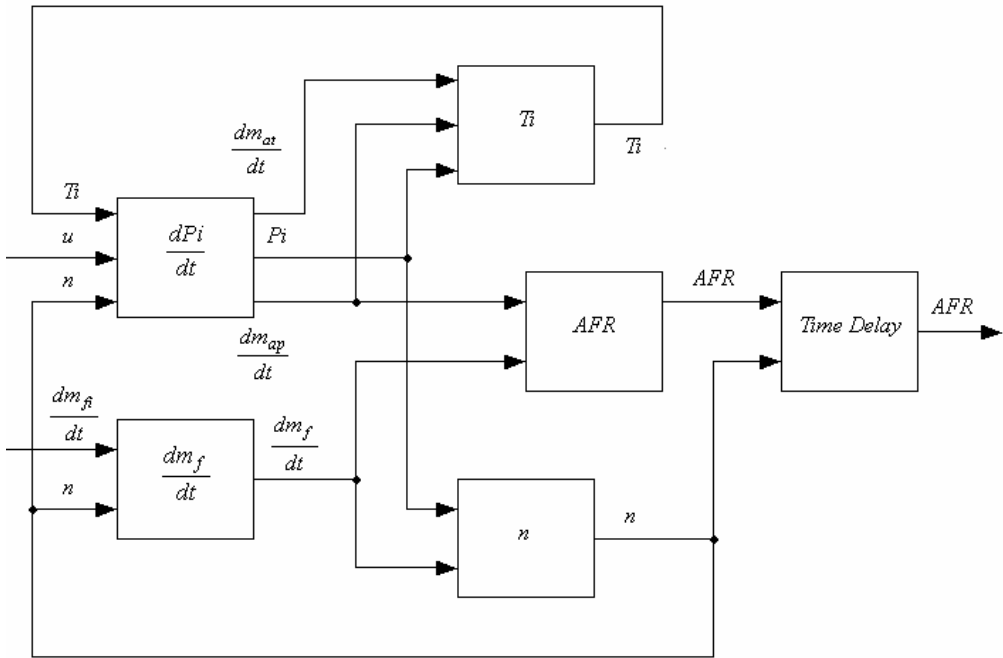 Ti
Ti
dm_at
dt
Ti
u
n
dPi
dt
Pi
dm_ap
dt
AFR
AFR
Time Delay
AFR
dm_fi
dt
n
dm_f
dt
dm_f
dt
n
n